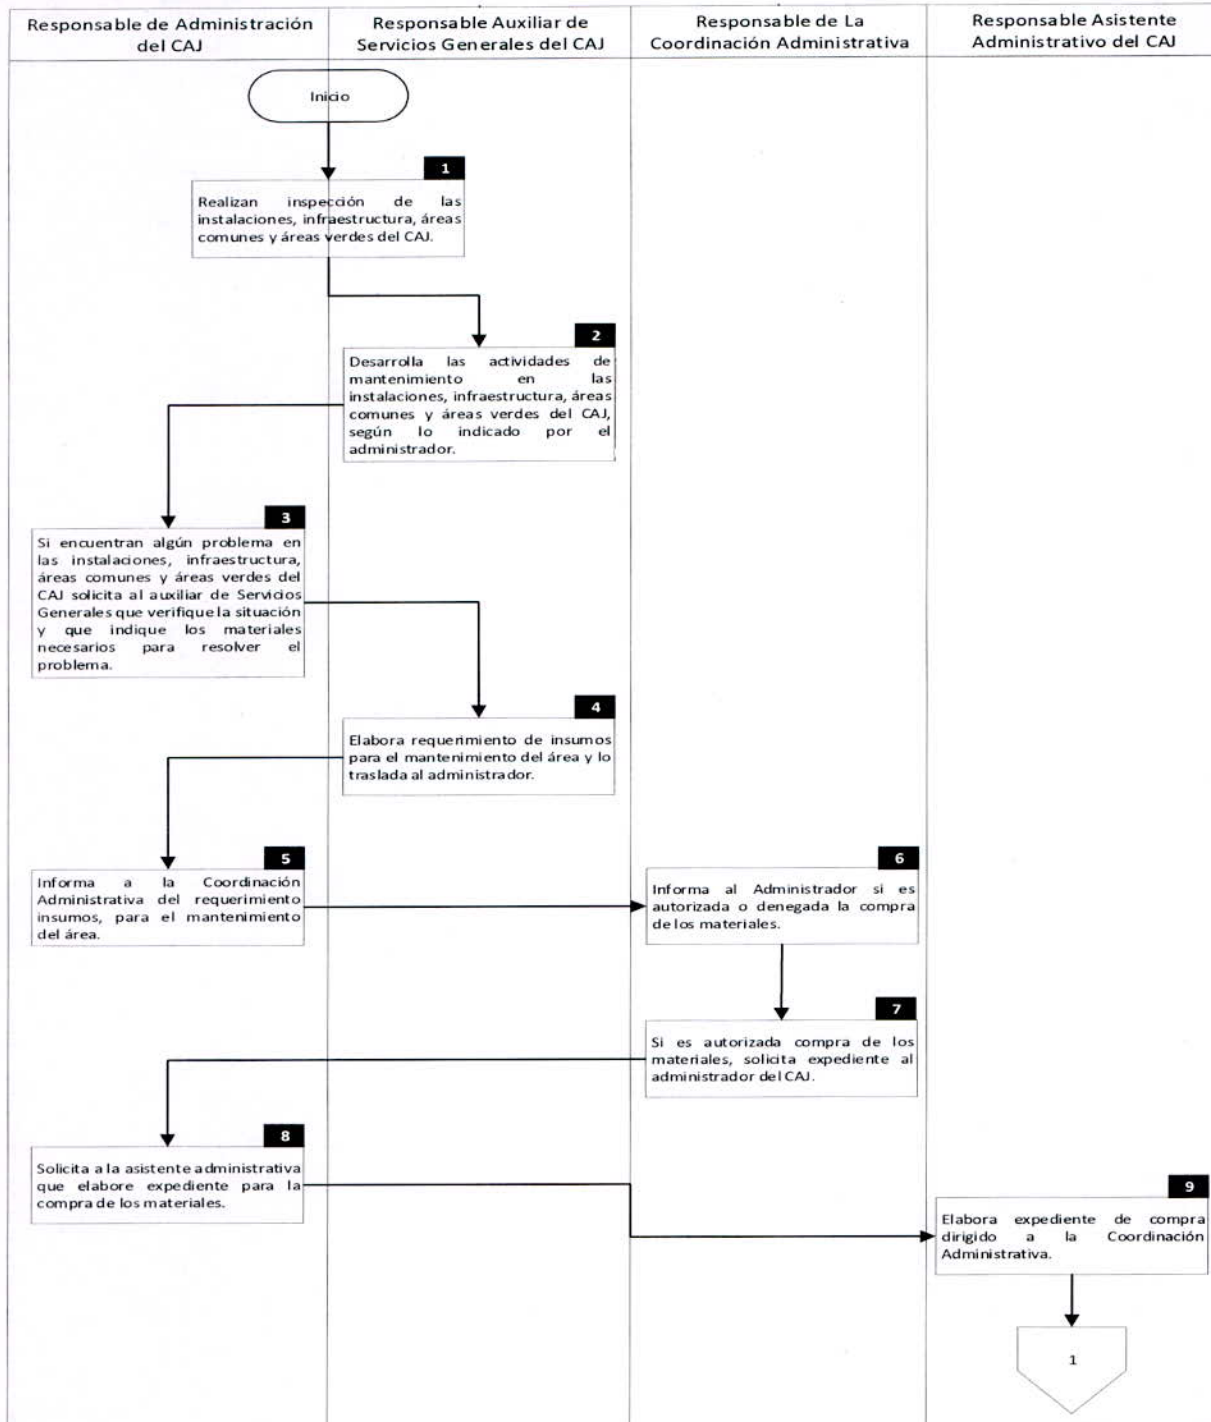 Responsable de Administración
del CAJ
Responsable Auxiliar de
Servicios Generales del CAJ
Responsable de La
Coordinación Administrativa
Responsable Asistente
Administrativo del CAJ
Inicio
1
Realizan inspección de las
instalaciones, infraestructura, áreas
comunes y áreas verdes del CAJ.
2
Desarrolla las actividades de
mantenimiento en las
instalaciones, infraestructura, áreas
comunes y áreas verdes del CAJ,
según lo indicado por el
administrador.
3
Si encuentran algún problema en
las instalaciones, infraestructura,
áreas comunes y áreas verdes del
CAJ solicita al auxiliar de Servicios
Generales que verifique la situación
y que indique los materiales
necesarios para resolver el
problema.
4
Elabora requerimiento de insumos
para el mantenimiento del área y lo
traslada al administrador.
5
Informa a la Coordinación
Administrativa del requerimiento
insumos, para el mantenimiento
del área.
6
Informa al Administrador si es
autorizada o denegada la compra
de los materiales.
7
Si es autorizada compra de los
materiales, solicita expediente al
administrador del CAJ.
8
Solicita a la asistente administrativa
que elabore expediente para la
compra de los materiales.
9
Elabora expediente de compra
dirigido a la Coordinación
Administrativa.
1